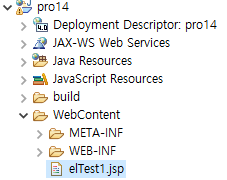 pro14
Deployment Descriptor: pro14
JAX-WS Web Services
Java Resources
JavaScript Resources
build
WebContent
META-INF
WEB-INF
elTest1.jsp